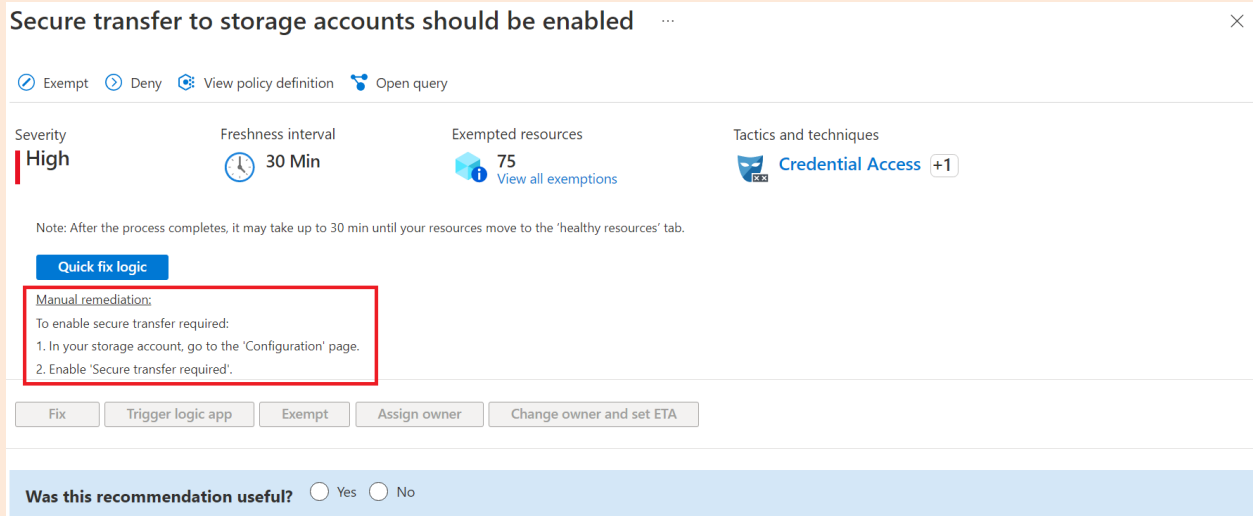 Secure transfer to storage accounts should be enabled ...
Exempt Deny View policy definition Open query
Severity Freshness interval Exempted resources Tactics and techniques
High 30 Min 75 Credential Access +1
View all exemptions
Note: After the process completes, it may take up to 30 min until your resources move to the 'healthy resources' tab.
Quick fix logic
Manual remediation:
To enable secure transfer required:
1. In your storage account, go to the 'Configuration' page.
2. Enable 'Secure transfer required'.
Fix Trigger logic app Exempt Assign owner Change owner and set ETA
Was this recommendation useful? Yes No